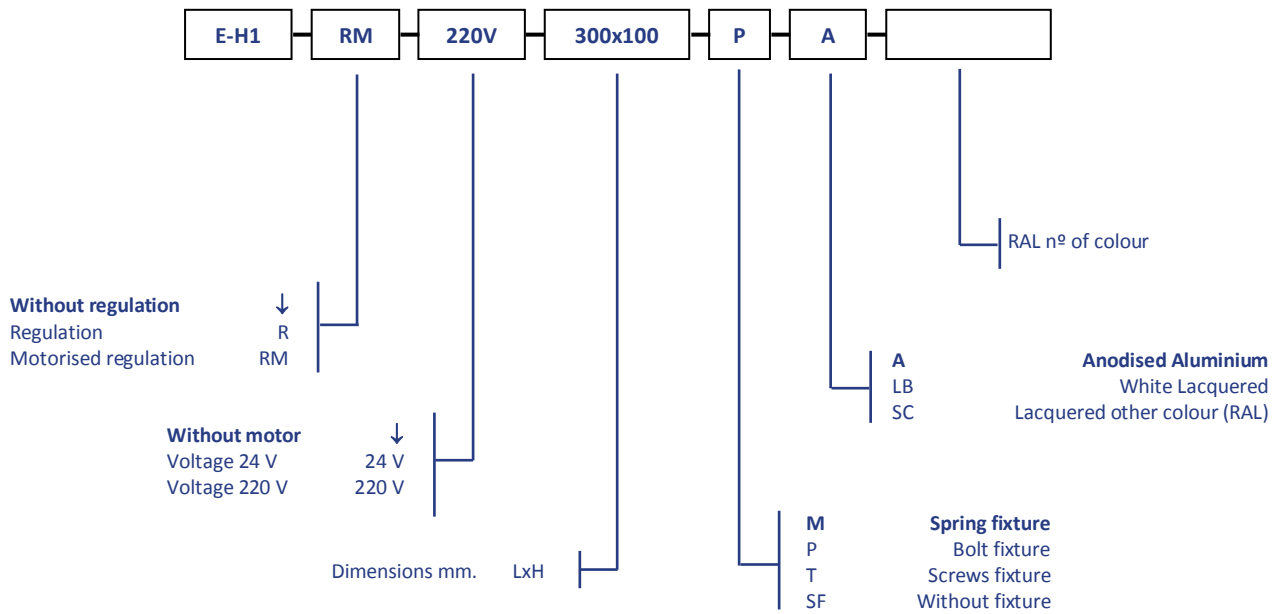 E-H1 RM 220V 300x100 P A
RAL nº of colour
Without regulation ↓
Regulation R
Motorised regulation RM
A Anodised Aluminium
LB White Lacquered
SC Lacquered other colour (RAL)
Without motor ↓
Voltage 24 V 24 V
Voltage 220 V 220 V
M Spring fixture
P Bolt fixture
T Screws fixture
SF Without fixture
Dimensions mm. LxH